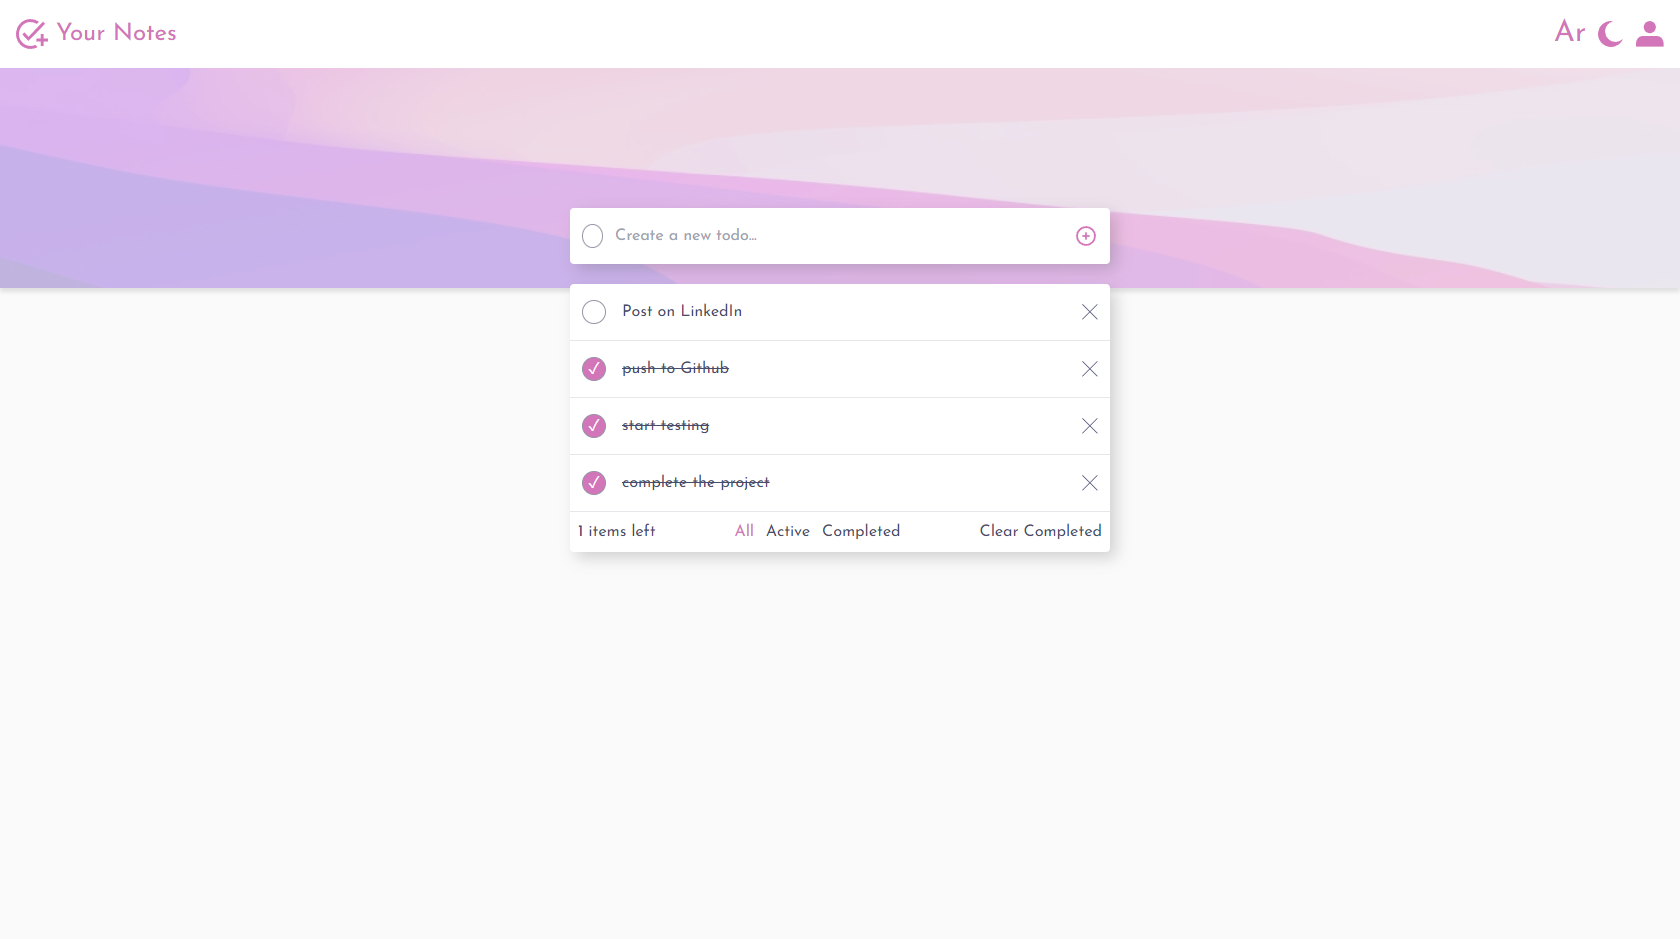 Your Notes
Ar
Create a new todo...
Post on LinkedIn
push to Github
start testing
complete the project
1 items left All Active Completed Clear Completed